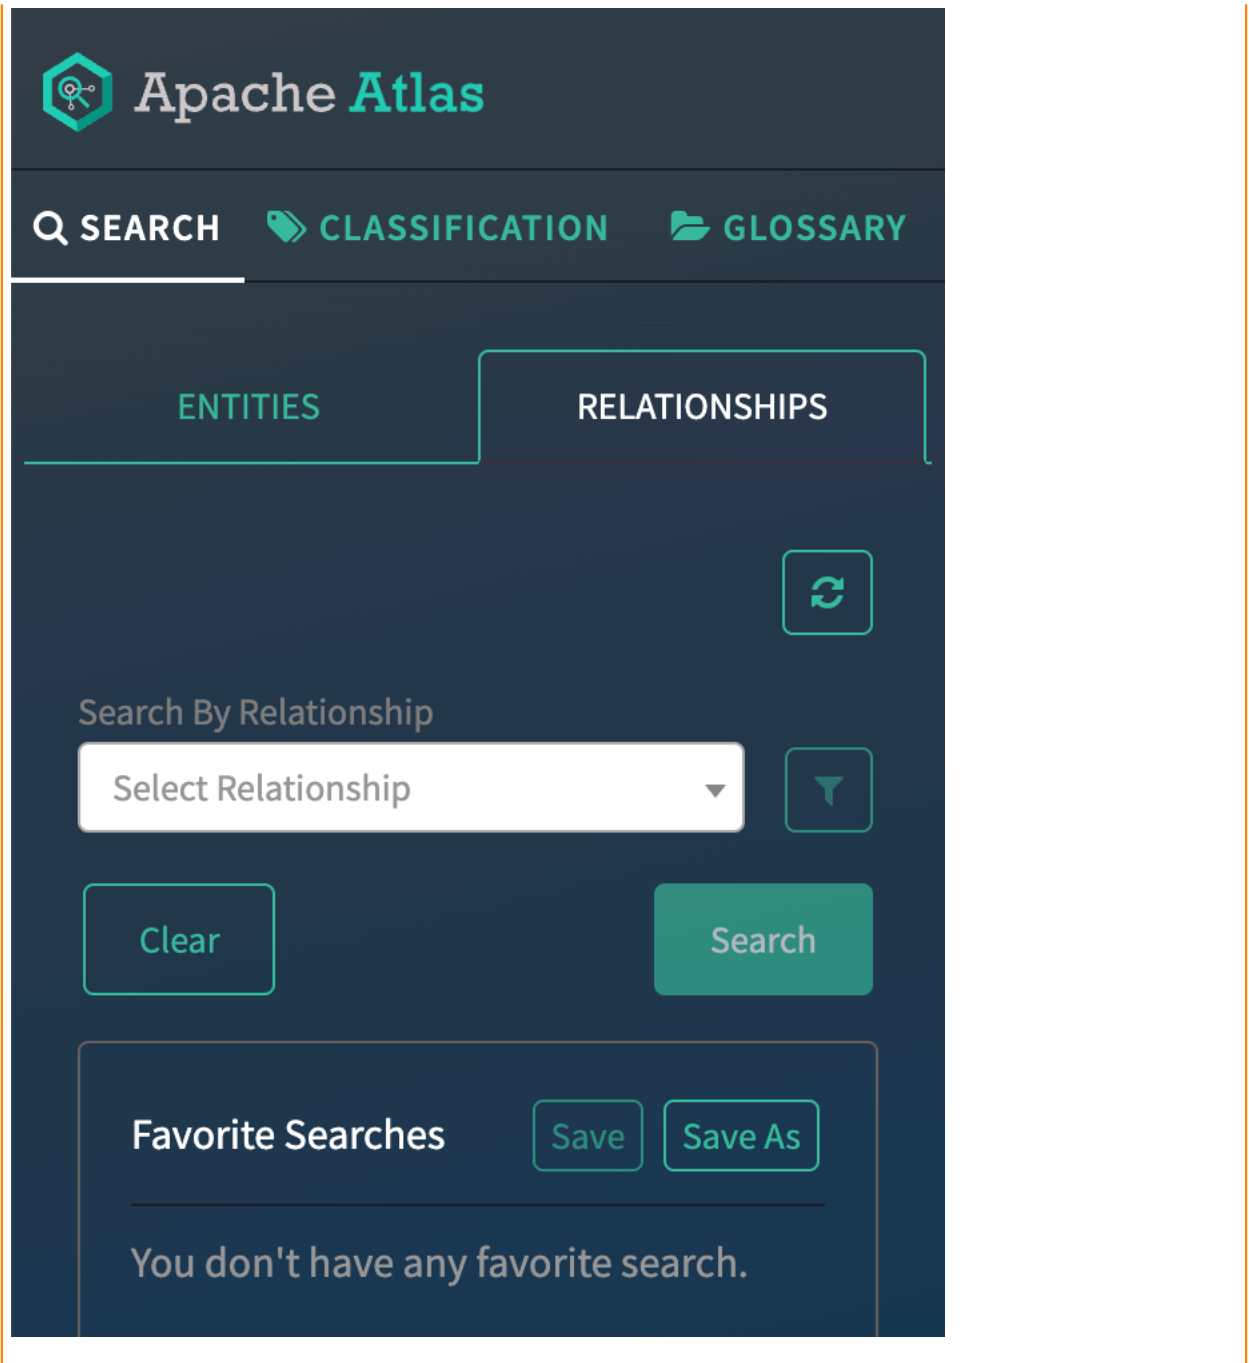 Apache Atlas
SEARCH CLASSIFICATION GLOSSARY
ENTITIES RELATIONSHIPS
Search By Relationship
Select Relationship
Clear Search
Favorite Searches Save Save As
You don't have any favorite search.